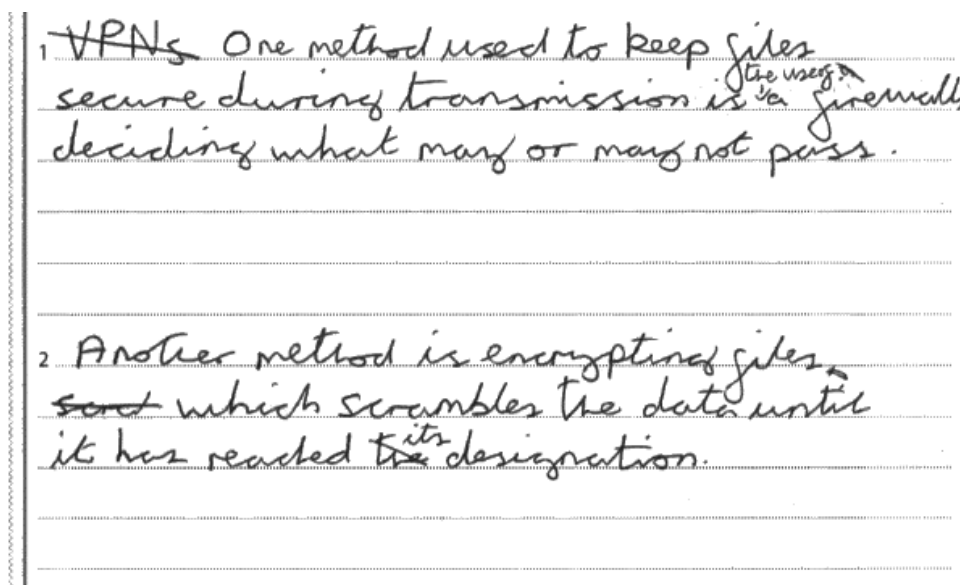 1 VPNs One method used to keep files
the use of
secure during transmission is a firewall
deciding what may or may not pass.
2 Another method is encrypting files,
which scrambles the data until
it has reached the its designation.